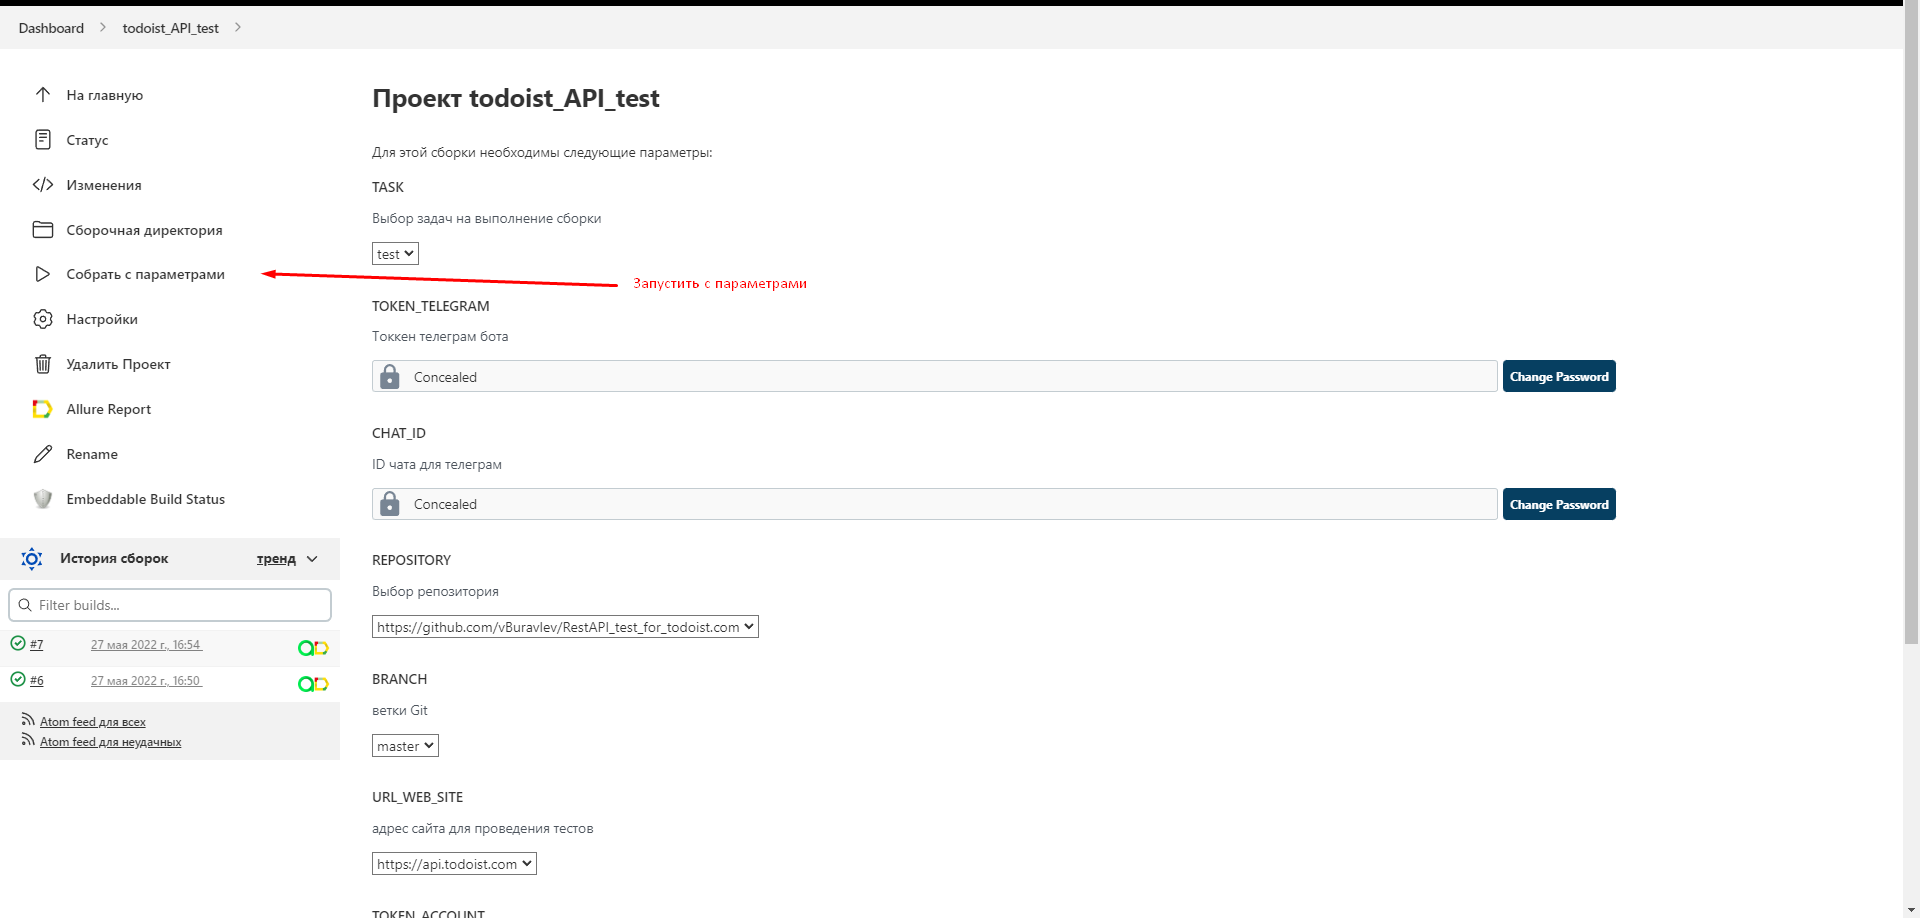 Dashboard
todoist_API_test
На главную
Статус
Изменения
Сборочная директория
Собрать с параметрами
Настройки
Удалить Проект
Allure Report
Rename
Embeddable Build Status
История сборок
тренд
Filter builds...
#7
27 мая 2022 г., 16:54
#6
27 мая 2022 г., 16:50
Atom feed для всех
Atom feed для неудачных
Проект todoist_API_test
Для этой сборки необходимы следующие параметры:
TASK
Выбор задач на выполнение сборки
test
Запустить с параметрами
TOKEN_TELEGRAM
Токкен телеграм бота
Concealed
Change Password
CHAT_ID
ID чата для телеграм
Concealed
Change Password
REPOSITORY
Выбор репозитория
https://github.com/vBuravlev/RestAPI_test_for_todoist.com
BRANCH
ветки Git
master
URL_WEB_SITE
адрес сайта для проведения тестов
https://api.todoist.com
TOKEN_ACCOUNT